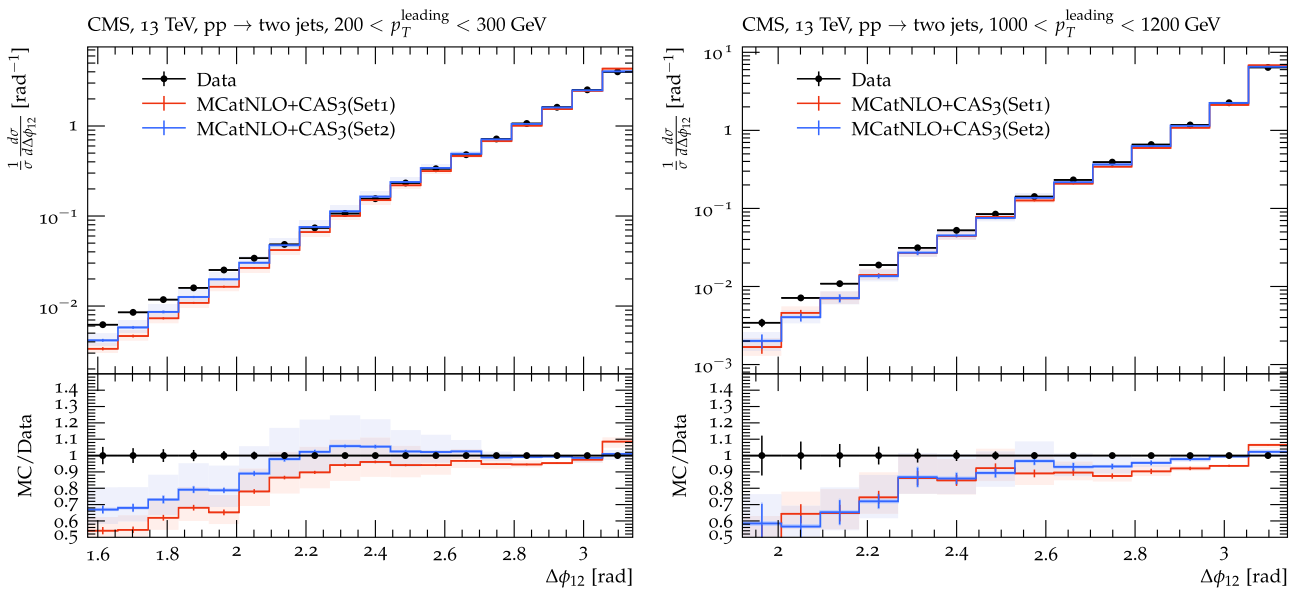 CMS, 13 TeV, pp → two jets, 200 < p_T^leading < 300 GeV
1/σ dσ/dΔϕ₁₂ [rad⁻¹]
Data
MCatNLO+CAS3(Set1)
MCatNLO+CAS3(Set2)
1
10⁻¹
10⁻²
MC/Data
1.4
1.3
1.2
1.1
1
0.9
0.8
0.7
0.6
0.5
1.6 1.8 2 2.2 2.4 2.6 2.8 3
Δϕ₁₂ [rad]
CMS, 13 TeV, pp → two jets, 1000 < p_T^leading < 1200 GeV
1/σ dσ/dΔϕ₁₂ [rad⁻¹]
Data
MCatNLO+CAS3(Set1)
MCatNLO+CAS3(Set2)
10¹
1
10⁻¹
10⁻²
10⁻³
MC/Data
1.4
1.3
1.2
1.1
1
0.9
0.8
0.7
0.6
0.5
2 2.2 2.4 2.6 2.8 3
Δϕ₁₂ [rad]